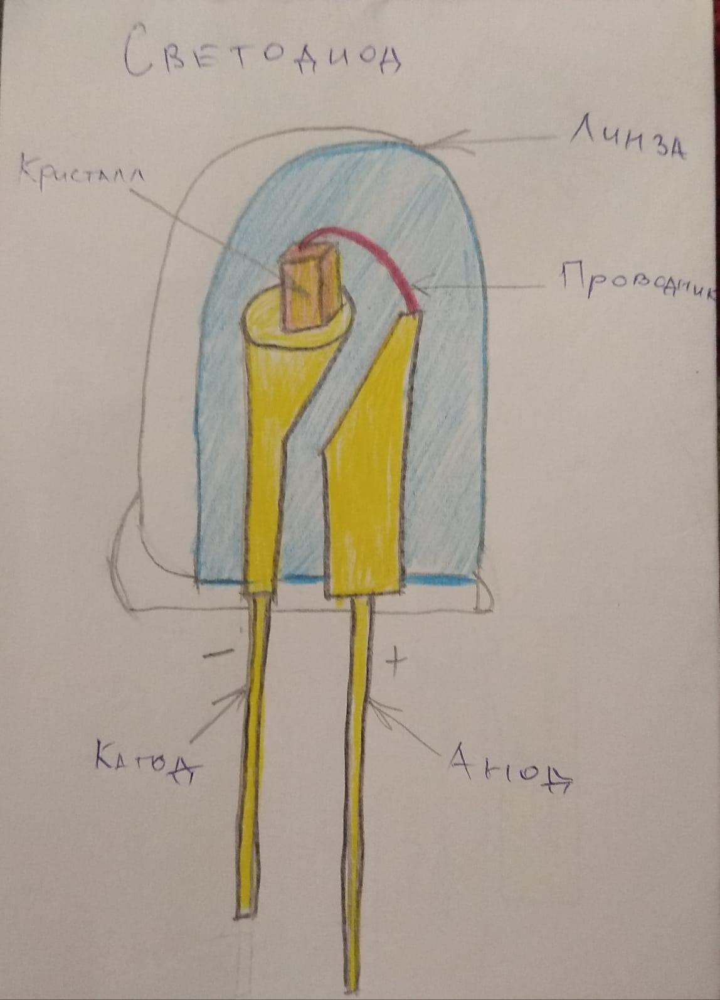 Светодиод
Линза
Кристалл
Проводник
-
+
Катод
Анод